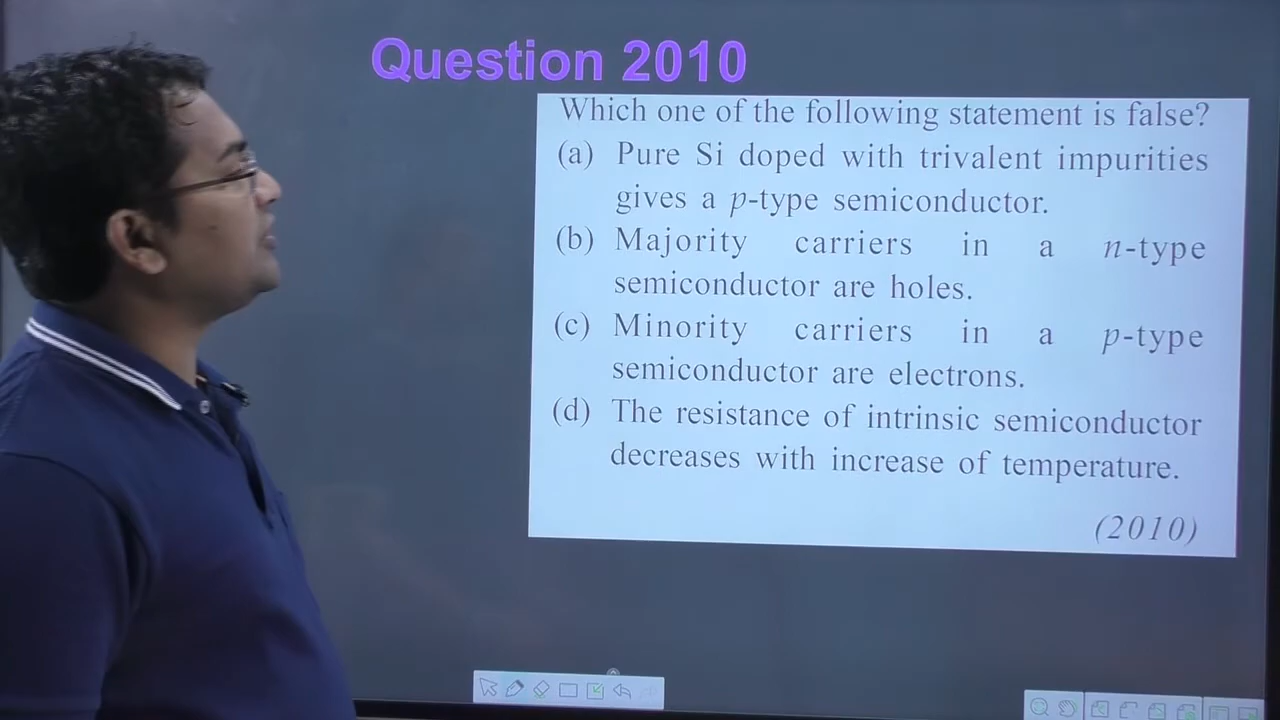 Question 2010
Which one of the following statement is false?
(a) Pure Si doped with trivalent impurities
gives a p-type semiconductor.
(b) Majority carriers in a n-type
semiconductor are holes.
(c) Minority carriers in a p-type
semiconductor are electrons.
(d) The resistance of intrinsic semiconductor
decreases with increase of temperature.
(2010)